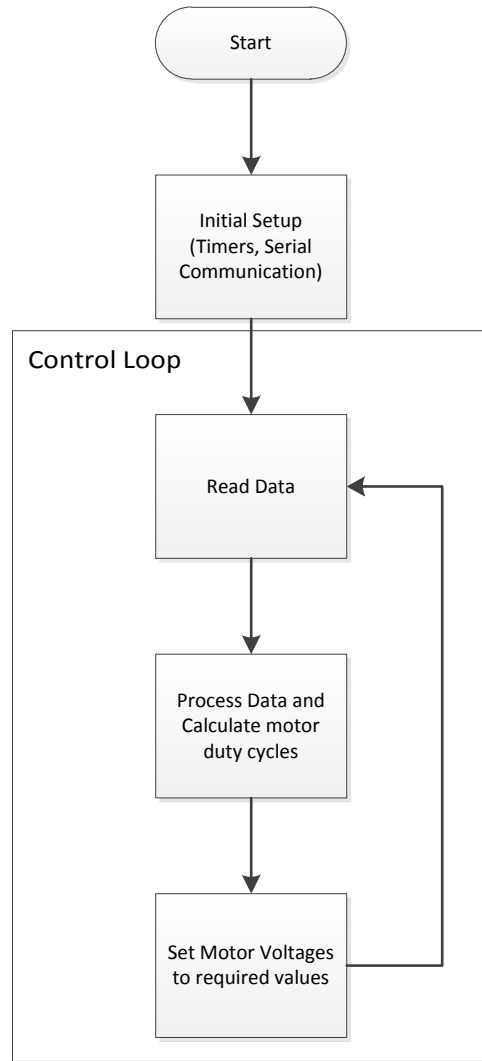 Start
Initial Setup
(Timers, Serial
Communication)
Control Loop
Read Data
Process Data and
Calculate motor
duty cycles
Set Motor Voltages
to required values